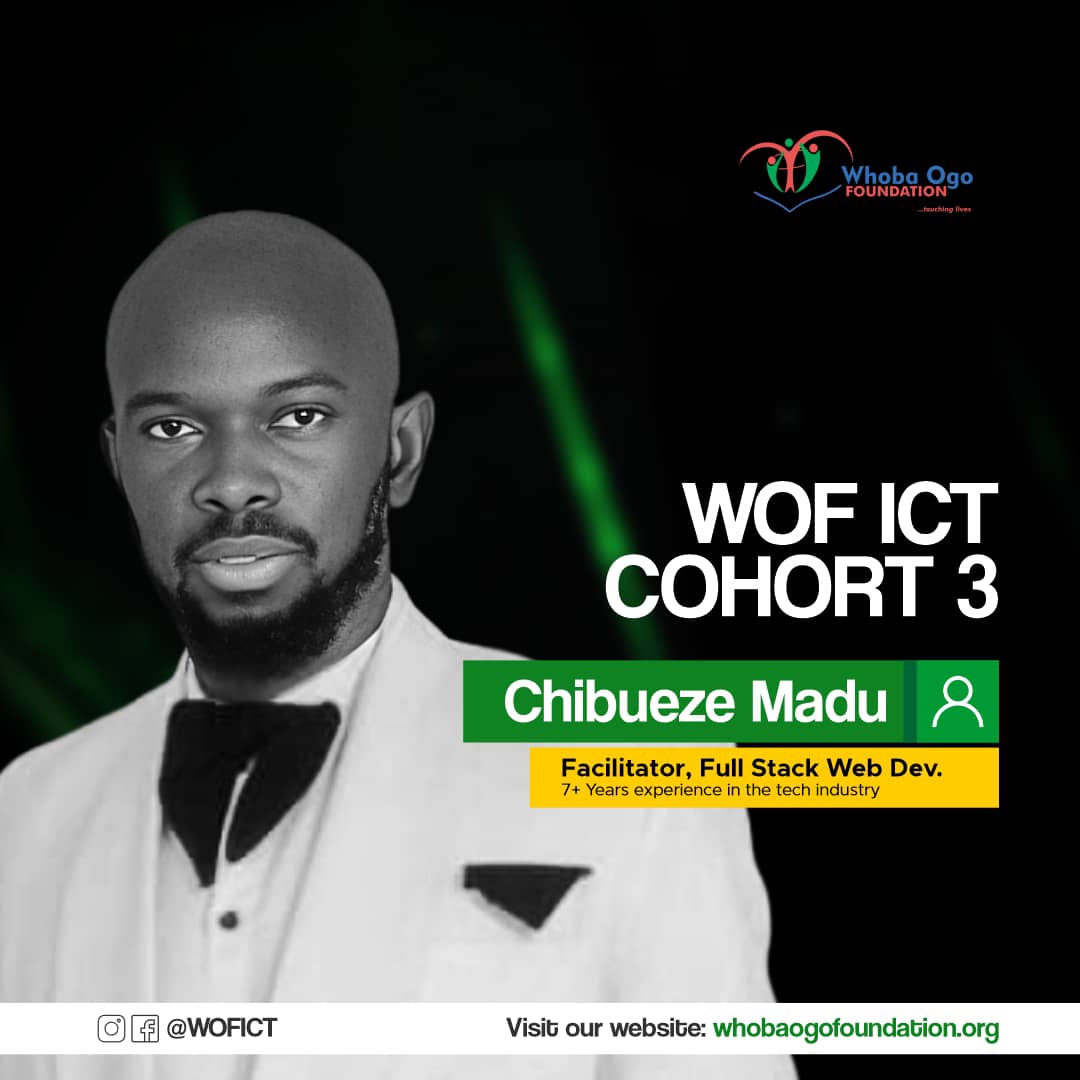 Whoba Ogo
FOUNDATION
...touching lives
WOF ICT
COHORT 3
Chibueze Madu
Facilitator, Full Stack Web Dev.
7+ Years experience in the tech industry
@WOFICT
Visit our website: whobaogofoundation.org